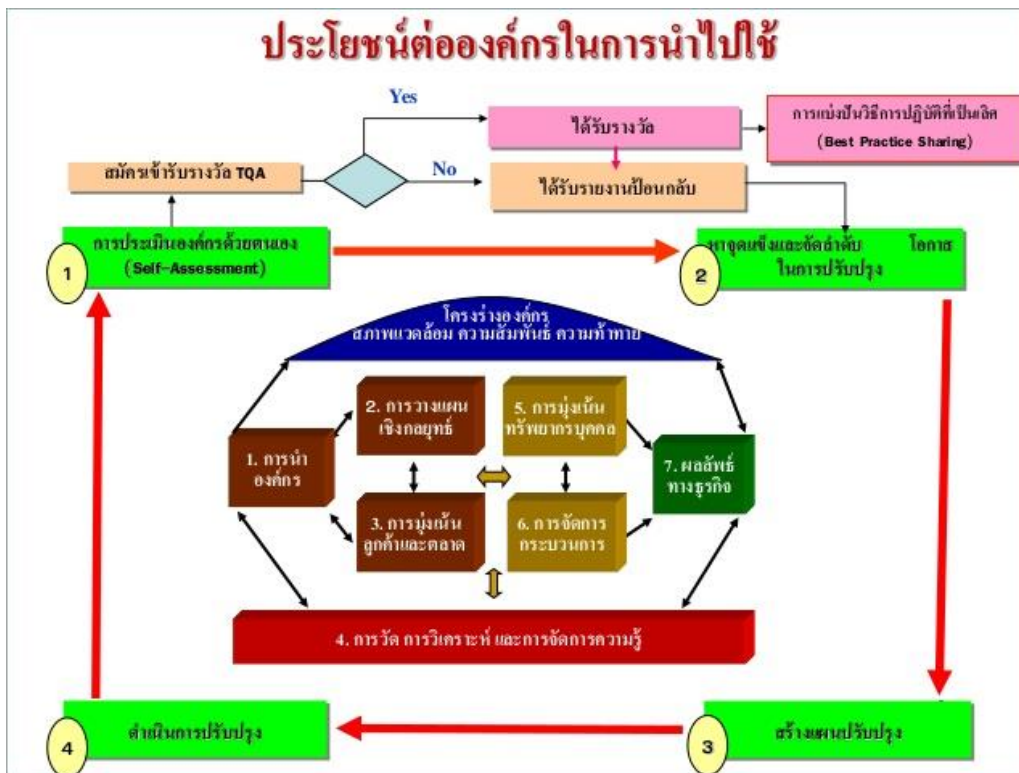 ประโยชน์ต่อองค์กรในการนำไปใช้
Yes
ได้รับรางวัล
การแบ่งปันวิธีการปฏิบัติที่เป็นเลิศ
(Best Practice Sharing)
สมัครเข้ารับรางวัล TQA
No
ได้รับรายงานป้อนกลับ
1
การประเมินองค์กรด้วยตนเอง
(Self-Assessment)
2
หาจุดแข็งและจัดลำดับ โอกาส
ในการปรับปรุง
โครงร่างองค์กร
สภาพแวดล้อม ความสัมพันธ์ ความท้าทาย
1. การนำ
องค์กร
2. การวางแผน
เชิงกลยุทธ์
3. การมุ่งเน้น
ลูกค้าและตลาด
5. การมุ่งเน้น
ทรัพยากรบุคคล
6. การจัดการ
กระบวนการ
7. ผลลัพธ์
ทางธุรกิจ
4. การวัด การวิเคราะห์ และการจัดการความรู้
4
ดำเนินการปรับปรุง
3
สร้างแผนปรับปรุง